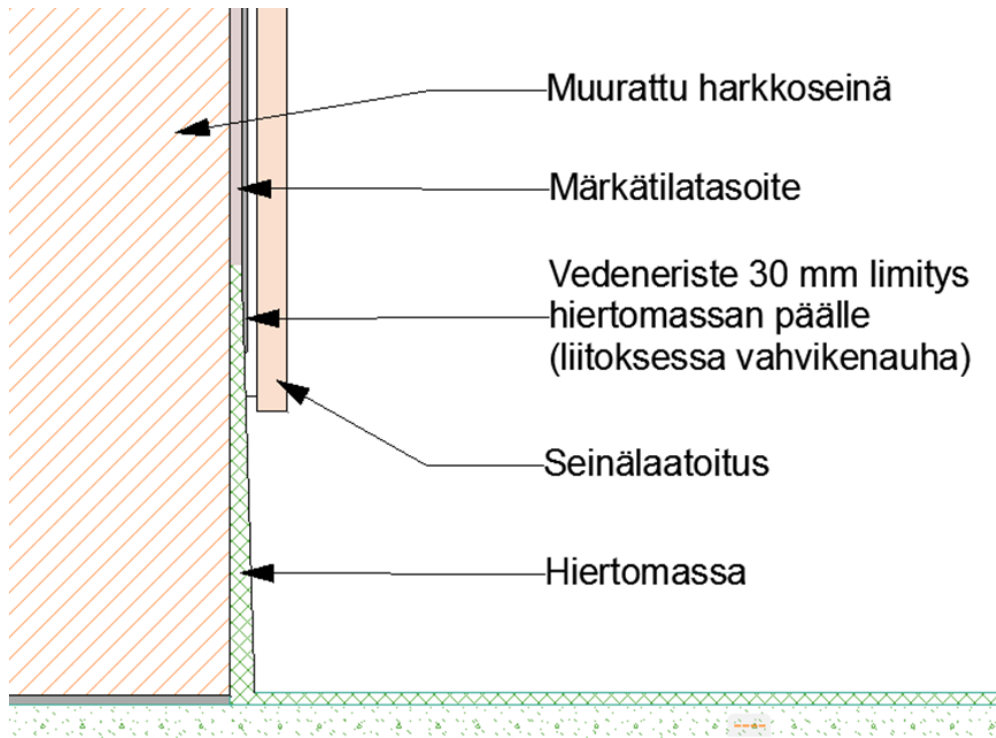 Muurattu harkkoseinä
Märkätilatasoite
Vedeneriste 30 mm limitys
hiertomassan päälle
(liitoksessa vahvikenauha)
Seinälaatoitus
Hiertomassa